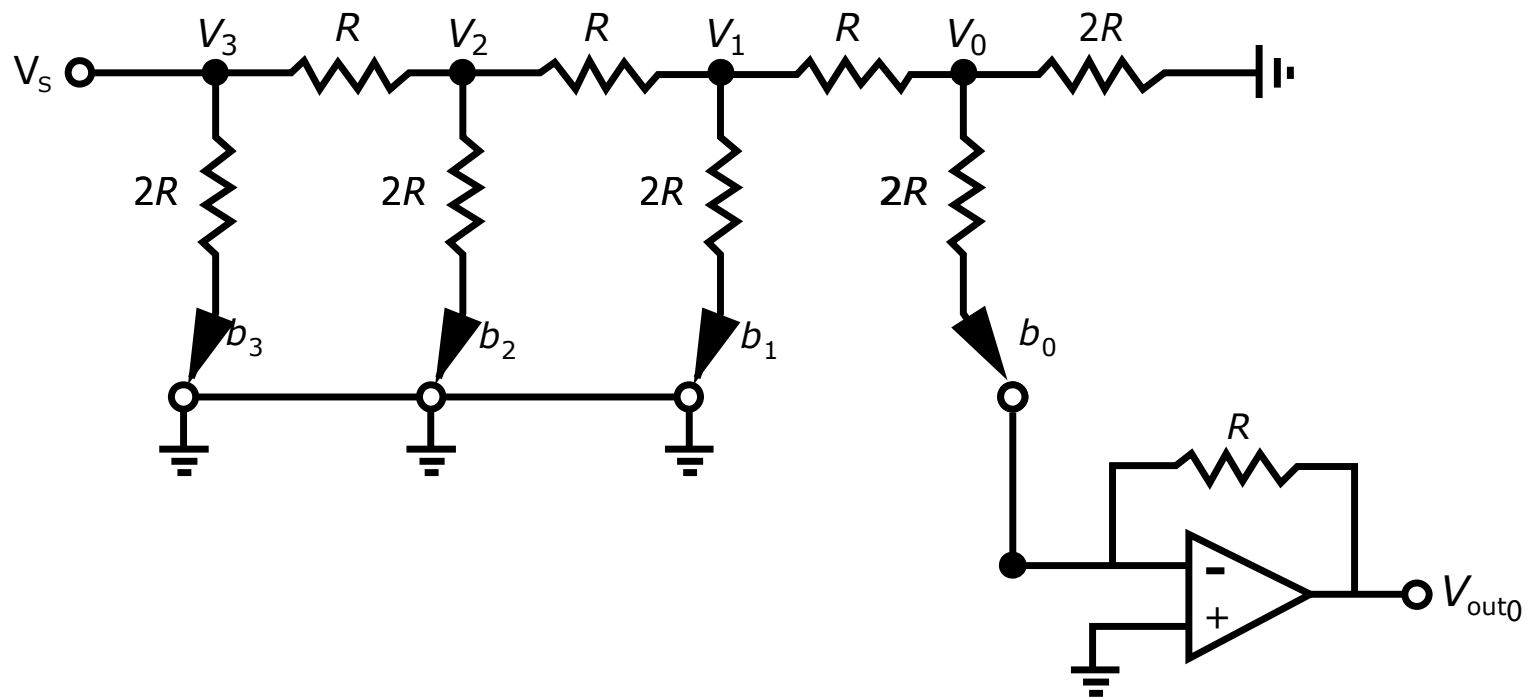 V₃ R V₂ R V₁ R V₀ 2R
Vₛ
2R 2R 2R 2R
b₃ b₂ b₁ b₀
R
-
+
Vout0